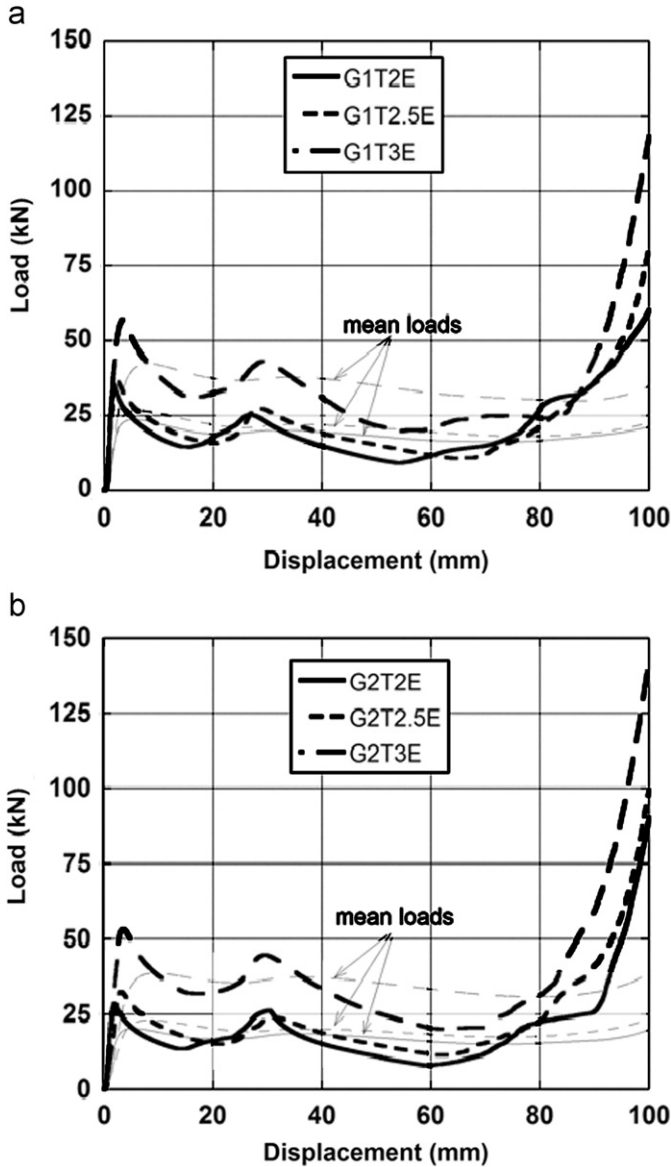 a
150
125
100
75
50
25
0
Load (kN)
G1T2E
G1T2.5E
G1T3E
mean loads
0 20 40 60 80 100
Displacement (mm)
b
150
125
100
75
50
25
0
Load (kN)
G2T2E
G2T2.5E
G2T3E
mean loads
0 20 40 60 80 100
Displacement (mm)